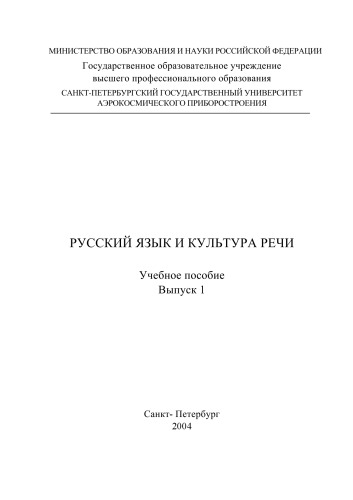 МИНИСТЕРСТВО ОБРАЗОВАНИЯ И НАУКИ РОССИЙСКОЙ ФЕДЕРАЦИИ
Государственное образовательное учреждение
высшего профессионального образования
САНКТ-ПЕТЕРБУРГСКИЙ ГОСУДАРСТВЕННЫЙ УНИВЕРСИТЕТ
АЭРОКОСМИЧЕСКОГО ПРИБОРОСТРОЕНИЯ
РУССКИЙ ЯЗЫК И КУЛЬТУРА РЕЧИ
Учебное пособие
Выпуск 1
Санкт- Петербург
2004